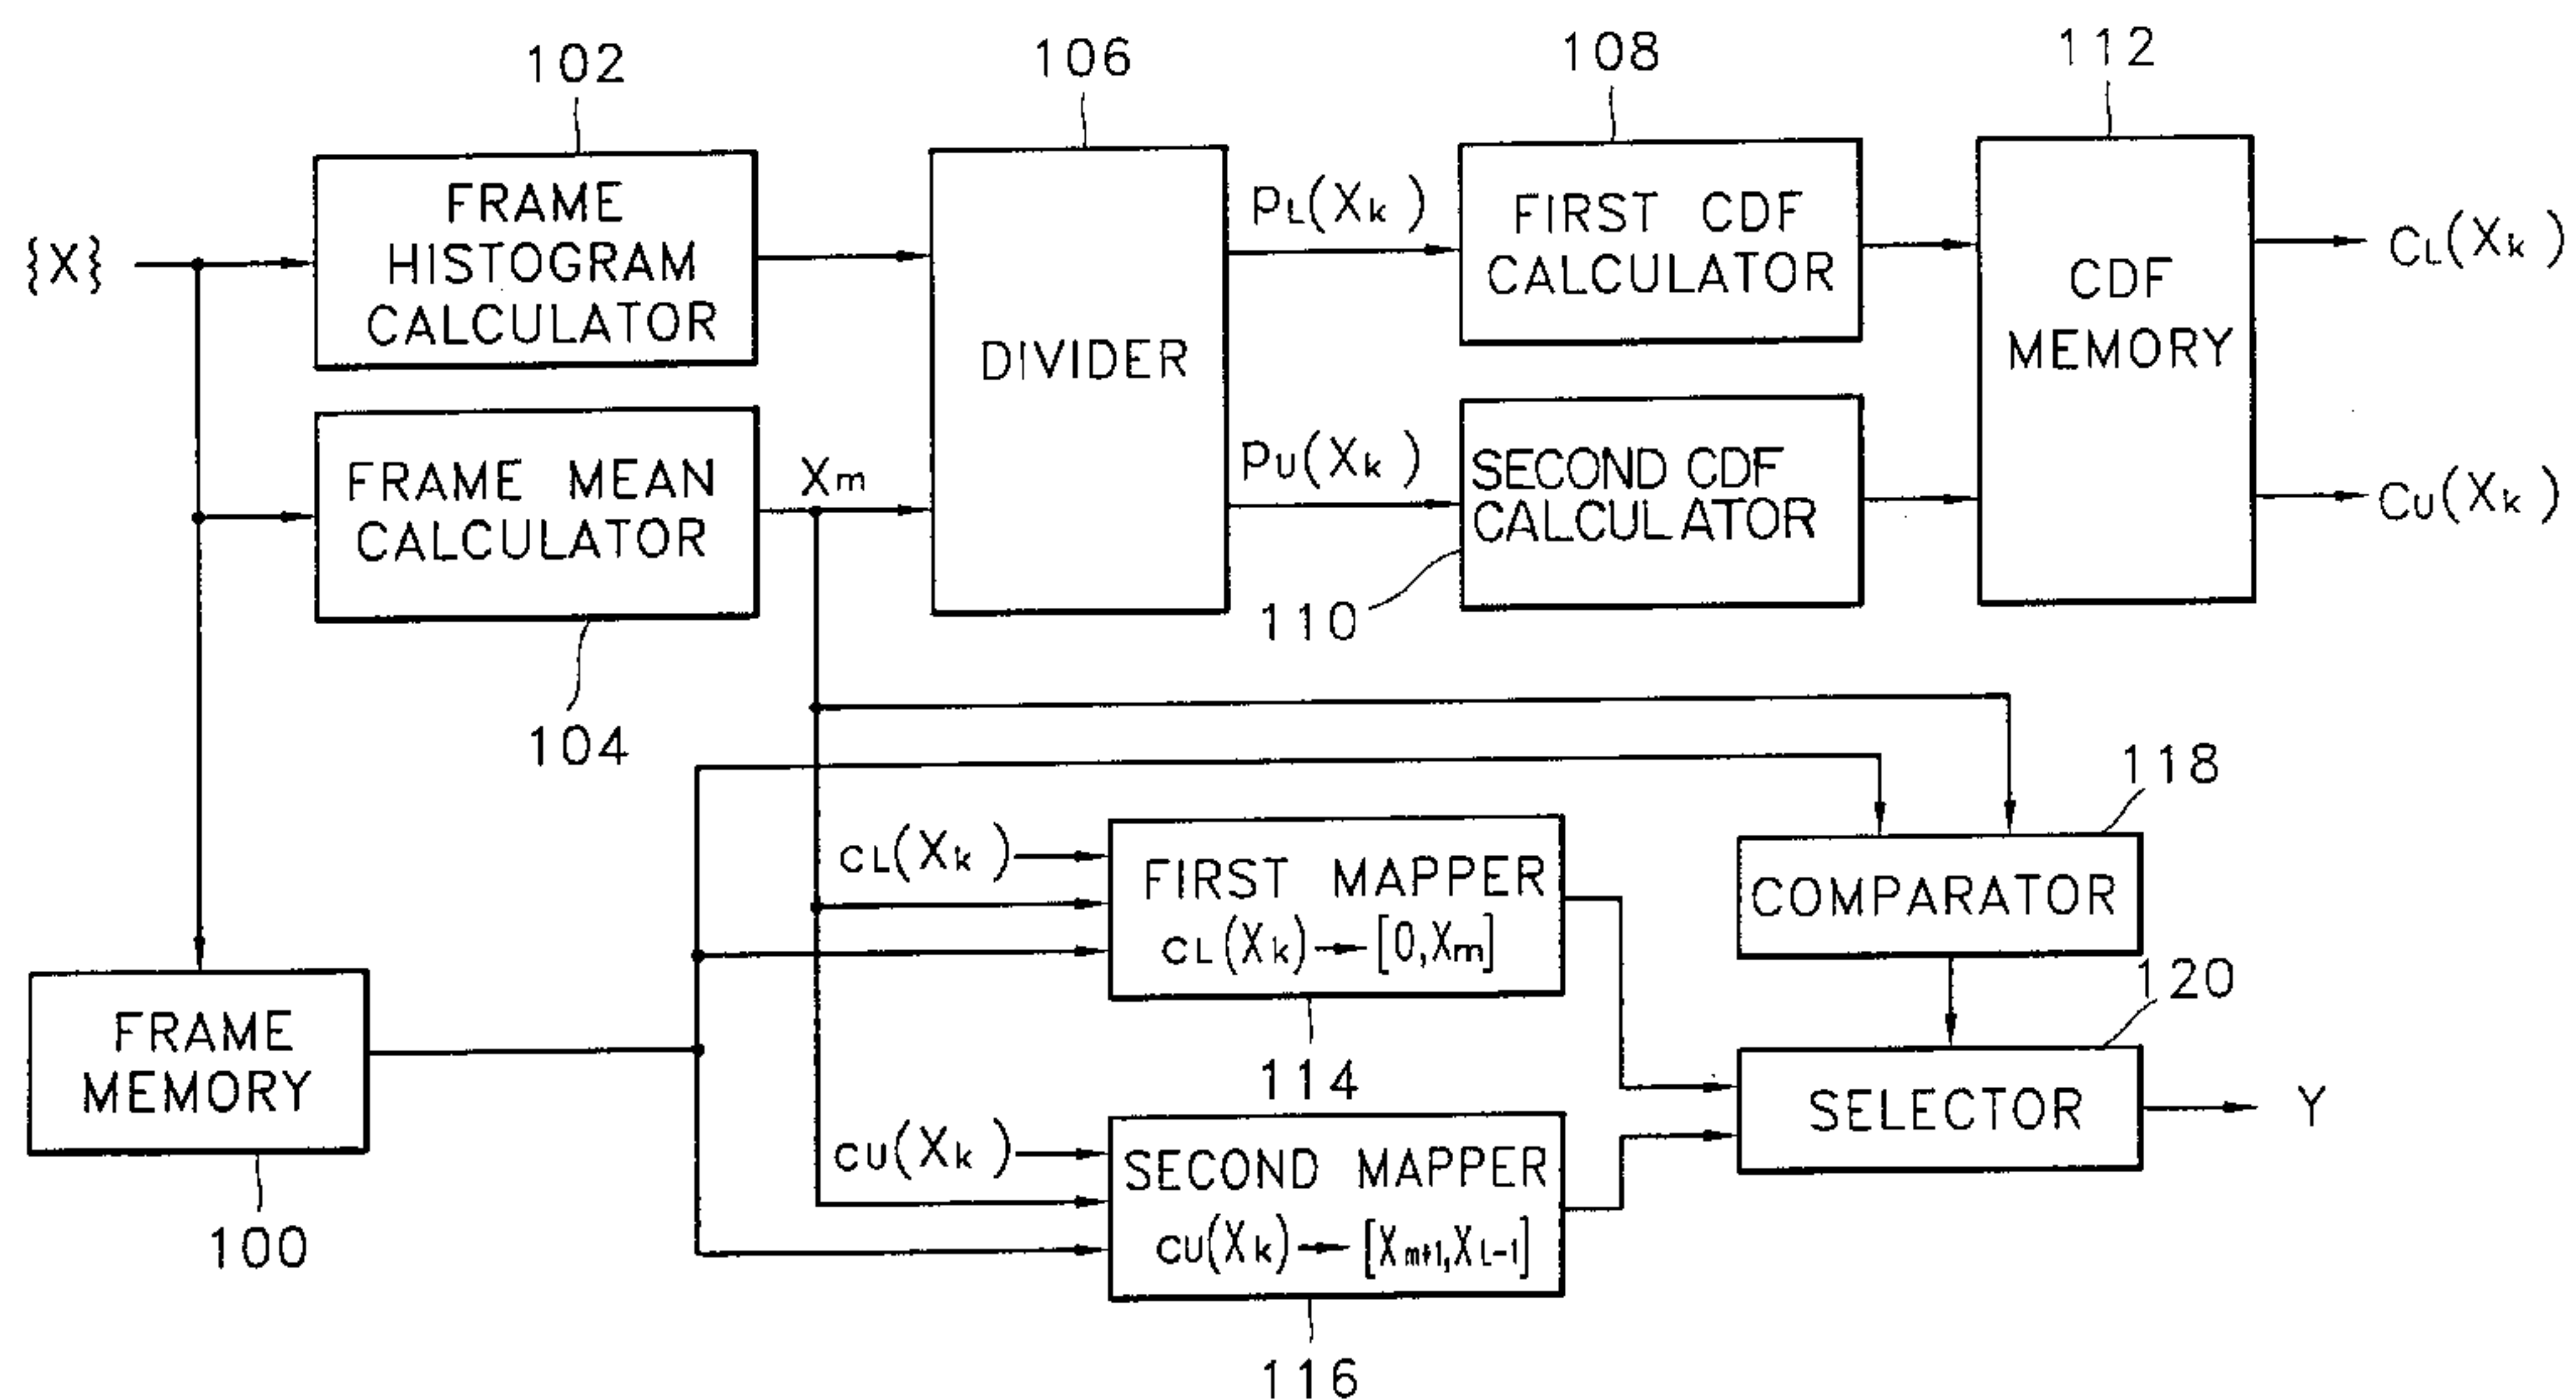 102
106
108
112
{X}
FRAME
HISTOGRAM
CALCULATOR
DIVIDER
PL(Xk)
FIRST CDF
CALCULATOR
CDF
MEMORY
CL(Xk)
FRAME MEAN
CALCULATOR
Xm
PU(Xk)
SECOND CDF
CALCULATOR
CU(Xk)
110
104
118
CL(Xk)
FIRST MAPPER
CL(Xk) → [0,Xm]
COMPARATOR
120
FRAME
MEMORY
114
SELECTOR
Y
CU(Xk)
SECOND MAPPER
CU(Xk) → [Xm+1,XL-1]
100
116